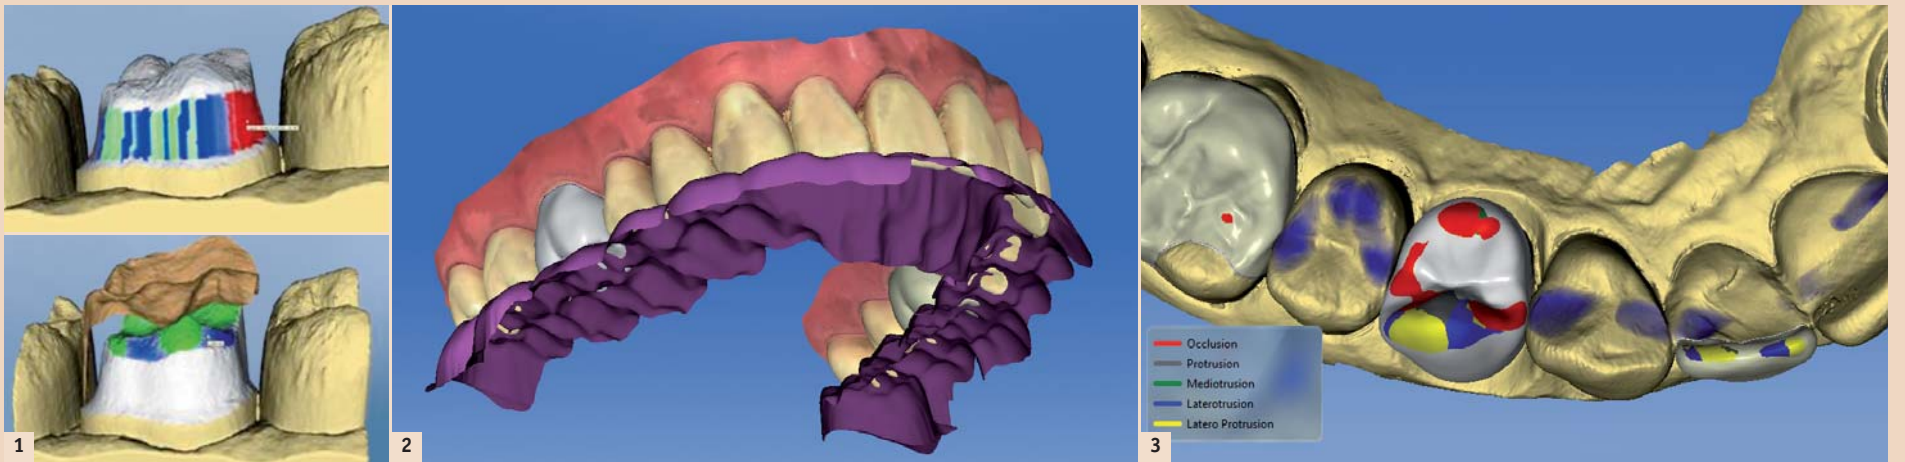 1
2
Occlusion
Protrusion
Mediotrusion
Laterotrusion
Latero Protrusion
3